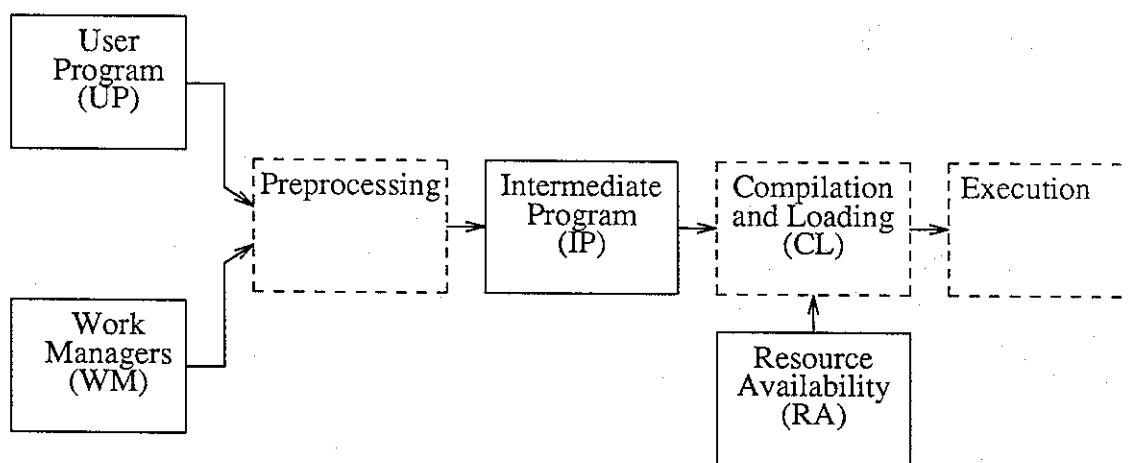 User
Program
(UP)
Preprocessing
Intermediate
Program
(IP)
Compilation
and Loading
(CL)
Execution
Work
Managers
(WM)
Resource
Availability
(RA)